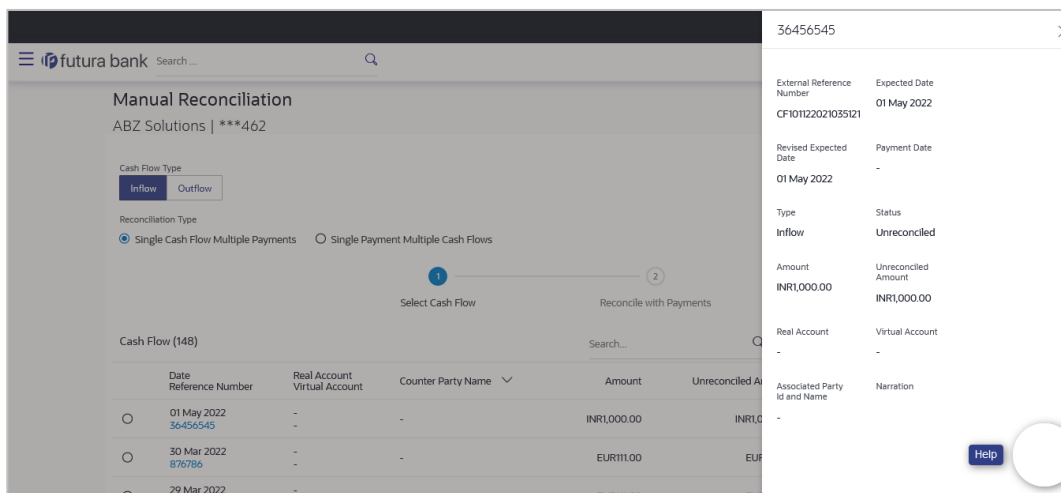 futura bank Search ...
Manual Reconciliation
ABZ Solutions | ***462
Cash Flow Type
Inflow Outflow
Reconciliation Type
Single Cash Flow Multiple Payments Single Payment Multiple Cash Flows
1 2
Select Cash Flow Reconcile with Payments
Cash Flow (148) Search...
Date Real Account
Reference Number Virtual Account Counter Party Name Amount Unreconciled
01 May 2022 -
36456545 - - INR1,000.00
30 Mar 2022 -
876786 - - EUR111.00
29 Mar 2022 -
36456545
External Reference Expected Date
Number
CF101122021035121 01 May 2022
Revised Expected Payment Date
Date
01 May 2022 -
Type Status
Inflow Unreconciled
Amount Unreconciled
Amount
INR1,000.00 INR1,000.00
Real Account Virtual Account
- -
Associated Party Narration
Id and Name
-
Help